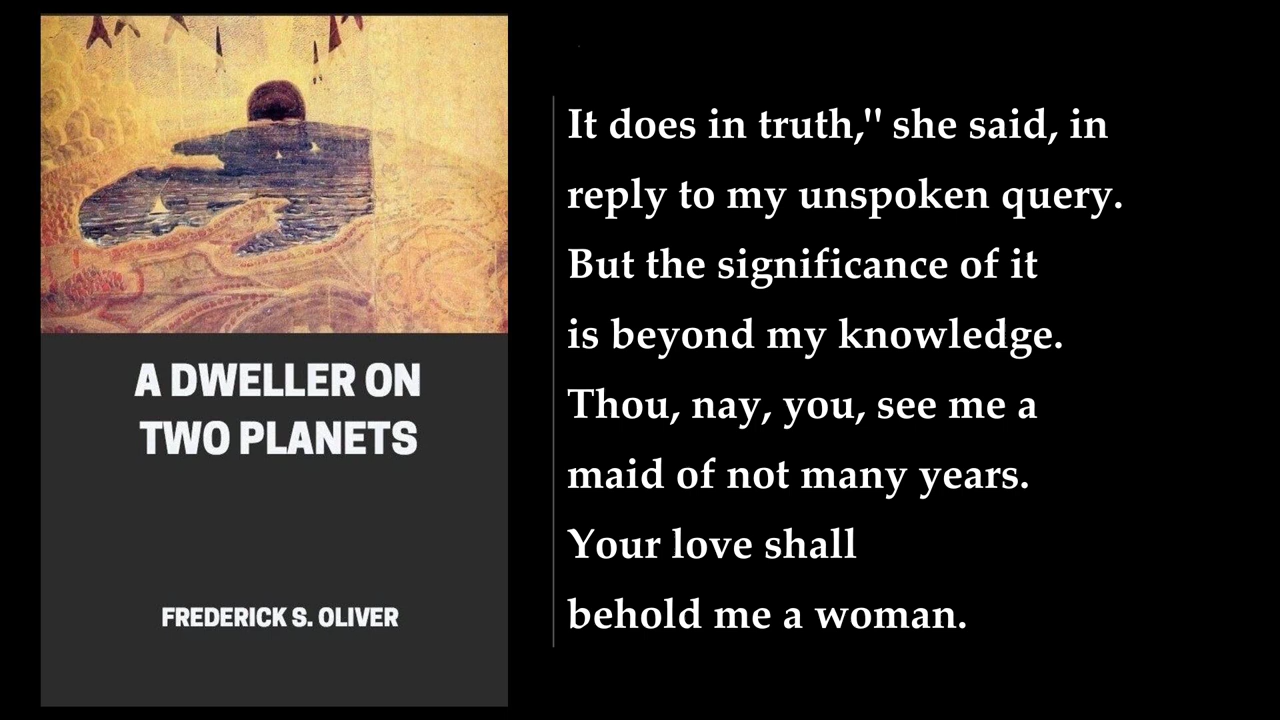 A DWELLER ON
TWO PLANETS
FREDERICK S. OLIVER
It does in truth," she said, in
reply to my unspoken query.
But the significance of it
is beyond my knowledge.
Thou, nay, you, see me a
maid of not many years.
Your love shall
behold me a woman.